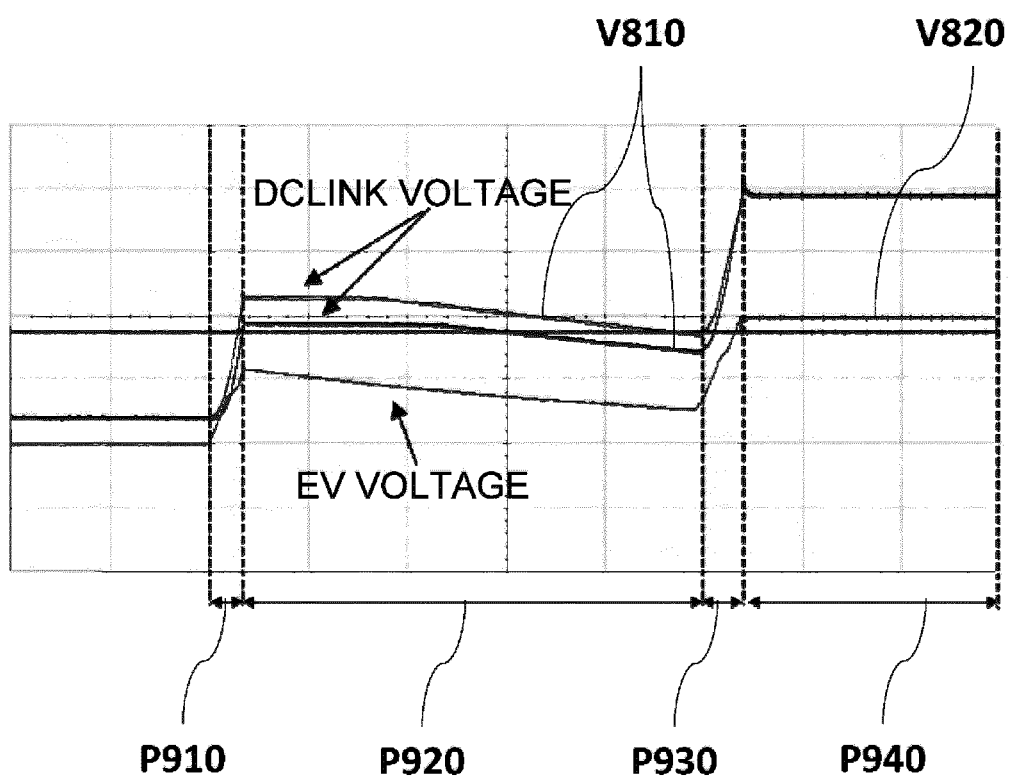 V810
V820
DCLINK VOLTAGE
EV VOLTAGE
P910
P920
P930
P940